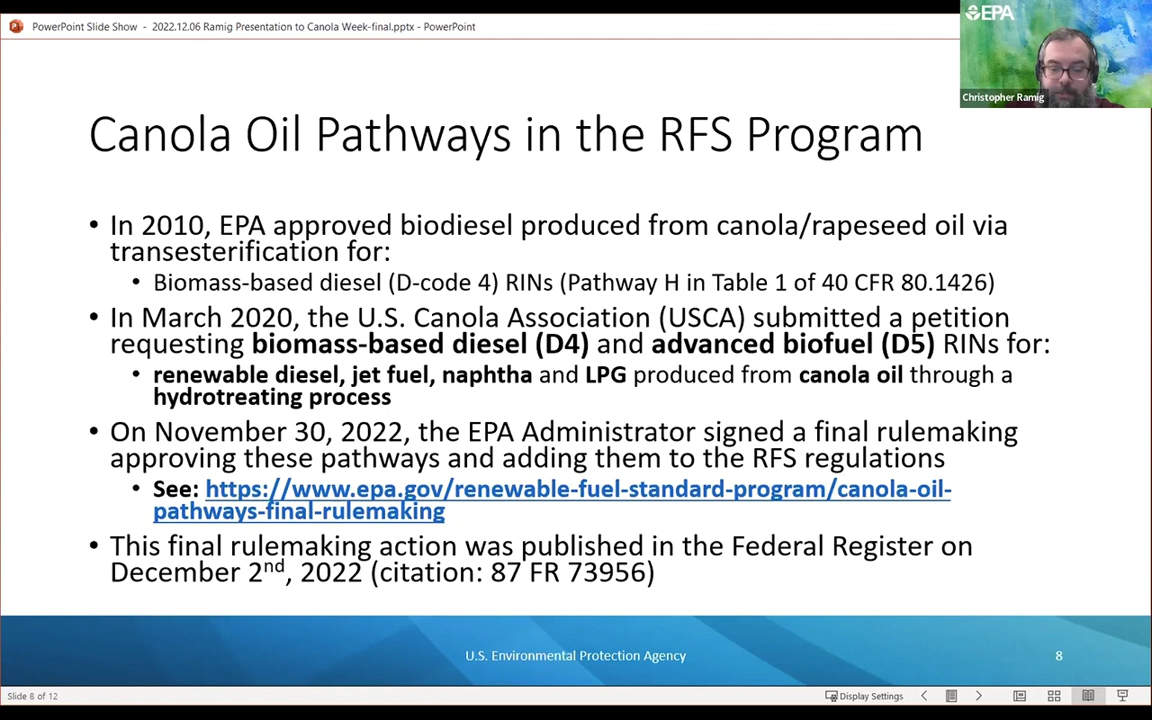 PowerPoint Slide Show - 2022.12.06 Ramig Presentation to Canola Week-final.pptx - PowerPoint
EPA
Christopher Ramig
Canola Oil Pathways in the RFS Program
• In 2010, EPA approved biodiesel produced from canola/rapeseed oil via
transesterification for:
• Biomass-based diesel (D-code 4) RINs (Pathway H in Table 1 of 40 CFR 80.1426)
• In March 2020, the U.S. Canola Association (USCA) submitted a petition
requesting biomass-based diesel (D4) and advanced biofuel (D5) RINs for:
• renewable diesel, jet fuel, naphtha and LPG produced from canola oil through a
hydrotreating process
• On November 30, 2022, the EPA Administrator signed a final rulemaking
approving these pathways and adding them to the RFS regulations
• See: https://www.epa.gov/renewable-fuel-standard-program/canola-oil-
pathways-final-rulemaking
• This final rulemaking action was published in the Federal Register on
December 2nd, 2022 (citation: 87 FR 73956)
U.S. Environmental Protection Agency
8
Slide 8 of 12
Display Settings